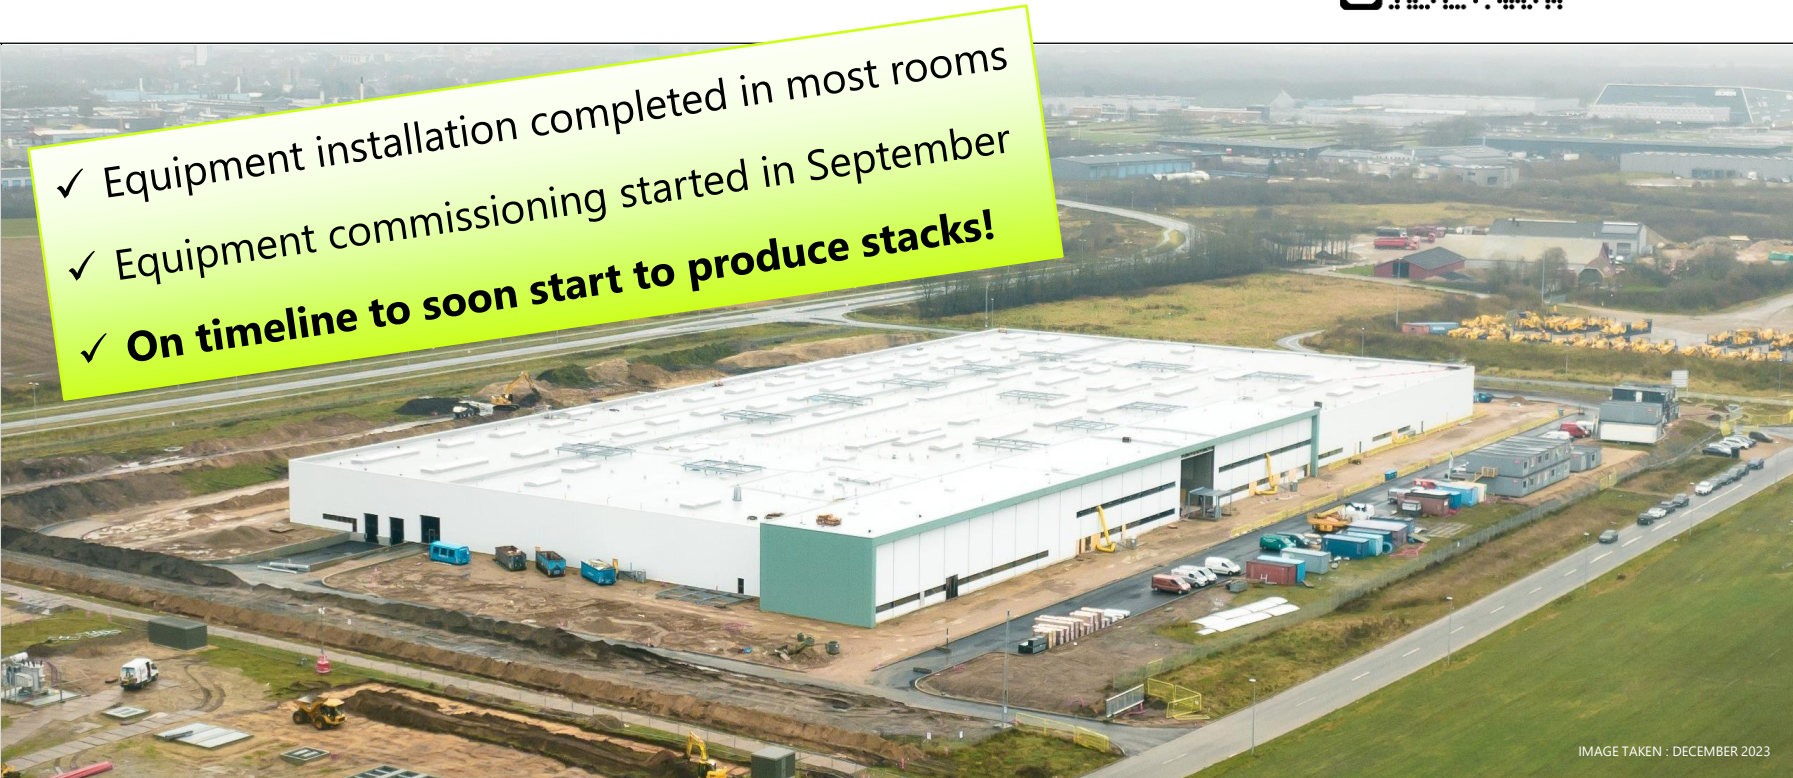 ✓ Equipment installation completed in most rooms
✓ Equipment commissioning started in September
✓ On timeline to soon start to produce stacks!
IMAGE TAKEN : DECEMBER 2023